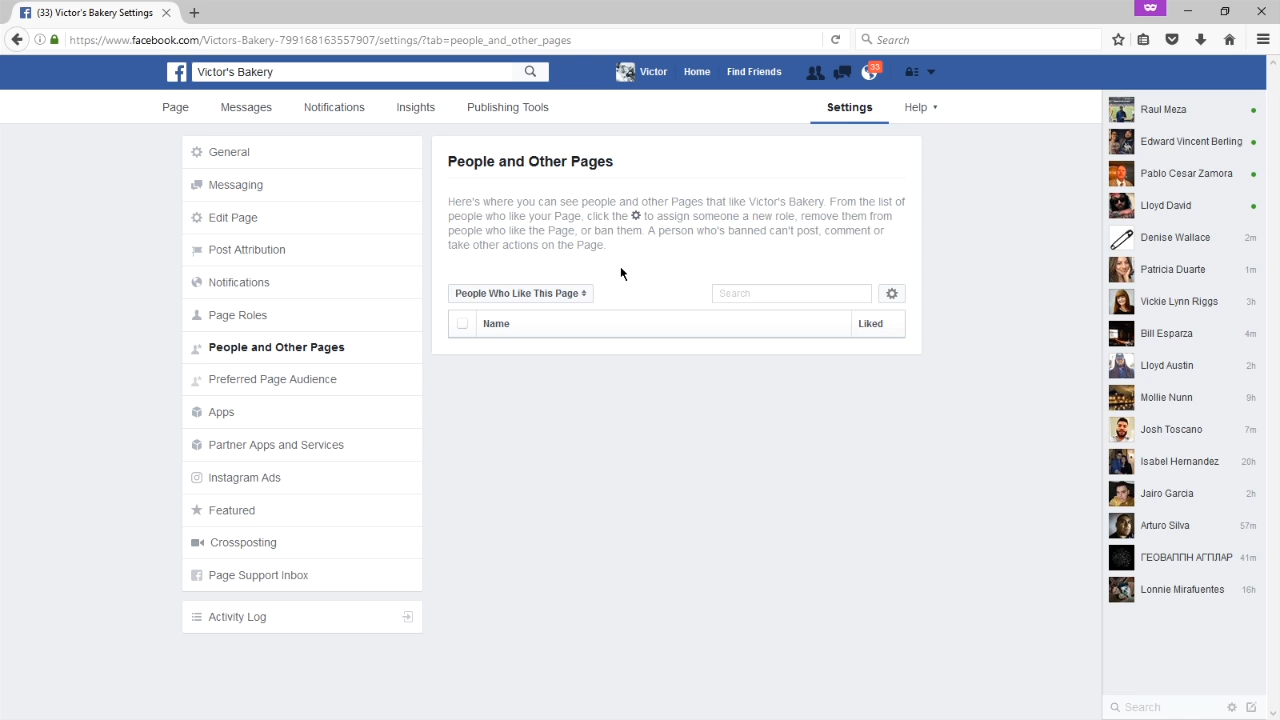 (33) Victor's Bakery Settings
https://www.facebook.com/Victors-Bakery-799168163557907/settings/?tab=people_and_other_pages
Search
Victor's Bakery
Victor
Home
Find Friends
33
Page
Messages
Notifications
Insights
Publishing Tools
Settings
Help
General
Messaging
Edit Page
Post Attribution
Notifications
Page Roles
People and Other Pages
Preferred Page Audience
Apps
Partner Apps and Services
Instagram Ads
Featured
Crossposting
Page Support Inbox
Activity Log
People and Other Pages
Here's where you can see people and other Pages that like Victor's Bakery. From the list of
people who like your Page, click the to assign someone a new role, remove them from
people who like the Page, or ban them. A person who's banned can't post, comment or
take other actions on the Page.
People Who Like This Page
Search
Name Liked
Raul Meza
Edward Vincent Berling
Pablo Cesar Zamora
Lloyd David
Denise Wallace 2m
Patricia Duarte 1m
Vickie Lynn Riggs 3h
Bill Esparza 4m
Lloyd Austin 2h
Mollie Nunn 9h
Josh Toscano 7m
Isabel Hernandez 20h
Jairo Garcia 2h
Arturo Silva 57m
ГЕОВАППН АГПЛАР 41m
Lonnie Mirafuentes 16h
Search